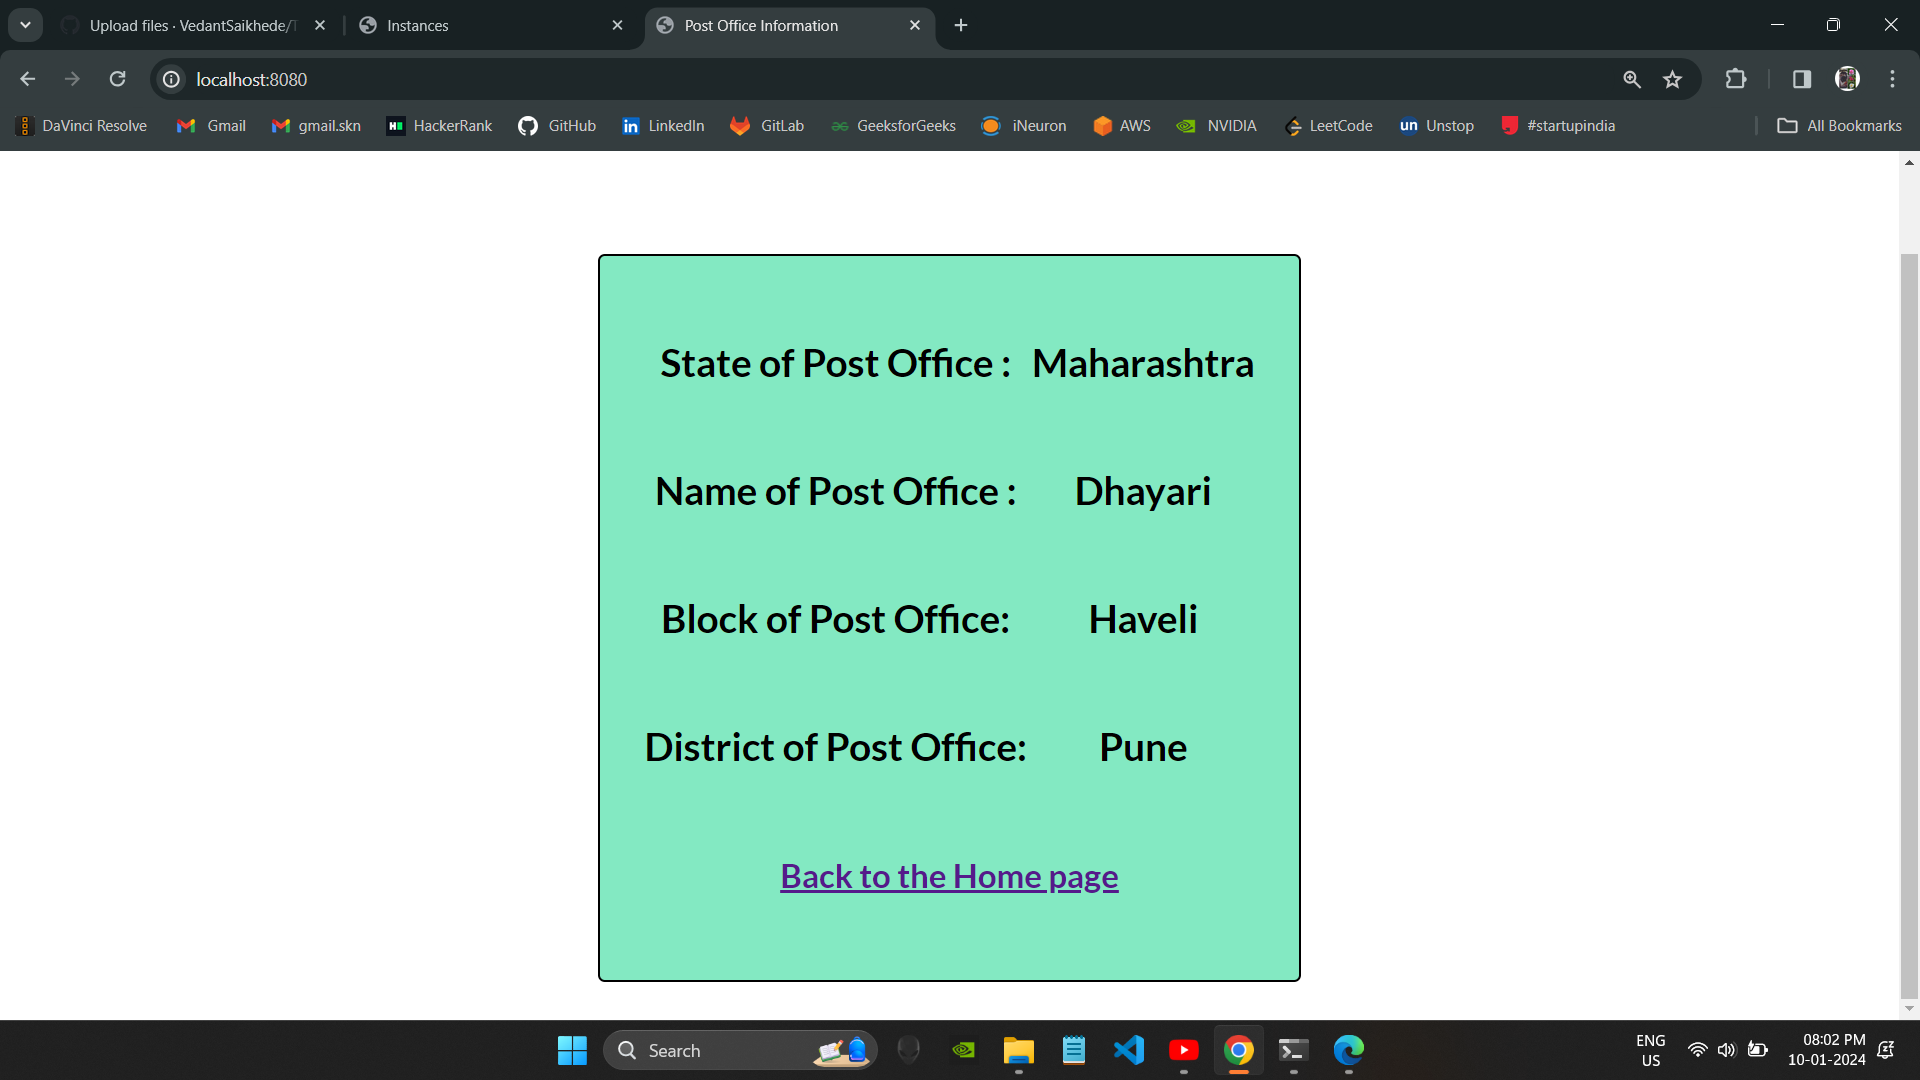 Upload files · VedantSaikhede/
Instances
Post Office Information
localhost:8080
DaVinci Resolve
Gmail
gmail.skn
HackerRank
GitHub
LinkedIn
GitLab
GeeksforGeeks
iNeuron
AWS
NVIDIA
LeetCode
un Unstop
#startupindia
All Bookmarks
State of Post Office : Maharashtra
Name of Post Office : Dhayari
Block of Post Office: Haveli
District of Post Office: Pune
Back to the Home page
Search
ENG
US
08:02 PM
10-01-2024